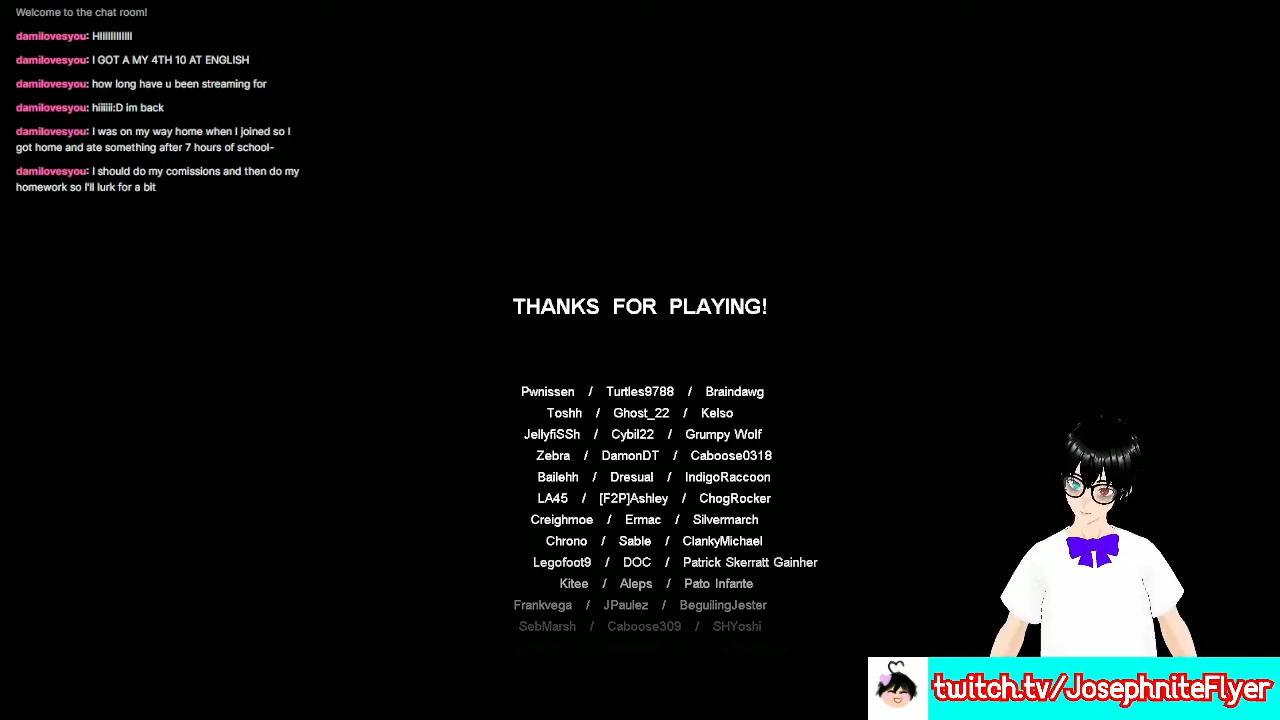 Welcome to the chat room!
damilovesyou: HIIIIIIIIIIII
damilovesyou: I GOT A MY 4TH 10 AT ENGLISH
damilovesyou: how long have u been streaming for
damilovesyou: hiiiiii:D im back
damilovesyou: I was on my way home when I joined so I
got home and ate something after 7 hours of school-
damilovesyou: I should do my comissions and then do my
homework so I'll lurk for a bit
THANKS FOR PLAYING!
Pwnissen / Turtles9788 / Braindawg
Toshh / Ghost_22 / Kelso
JellyfiSSh / Cybil22 / Grumpy Wolf
Zebra / DamonDT / Caboose0318
Bailehh / Dresual / IndigoRaccoon
LA45 / [F2P]Ashley / ChogRocker
Creighmoe / Ermac / Silvermarch
Chrono / Sable / ClankyMichael
Legofoot9 / DOC / Patrick Skerratt Gainher
Kitee / Aleps / Pato Infante
Frankvega / JPaulez / BeguilingJester
SebMarsh / Caboose309 / SHYoshi
twitch.tv/JosephniteFlyer